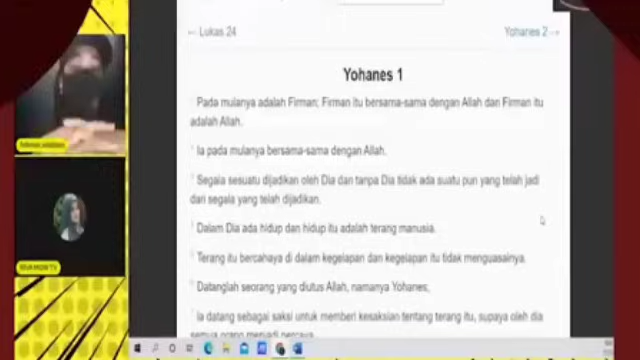 ← Lukas 24
Yohanes 2 →
Yohanes 1
Pada mulanya adalah Firman; Firman itu bersama-sama dengan Allah dan Firman itu
adalah Allah.
Ia pada mulanya bersama-sama dengan Allah.
Segala sesuatu dijadikan oleh Dia dan tanpa Dia tidak ada suatu pun yang telah jadi
dari segala yang telah dijadikan.
Dalam Dia ada hidup dan hidup itu adalah terang manusia.
Terang itu bercahaya di dalam kegelapan dan kegelapan itu tidak menguasainya.
Datanglah seorang yang diutus Allah, namanya Yohanes;
Ia datang sebagai saksi untuk memberi kesaksian tentang terang itu, supaya oleh dia
semua orang menjadi percaya.